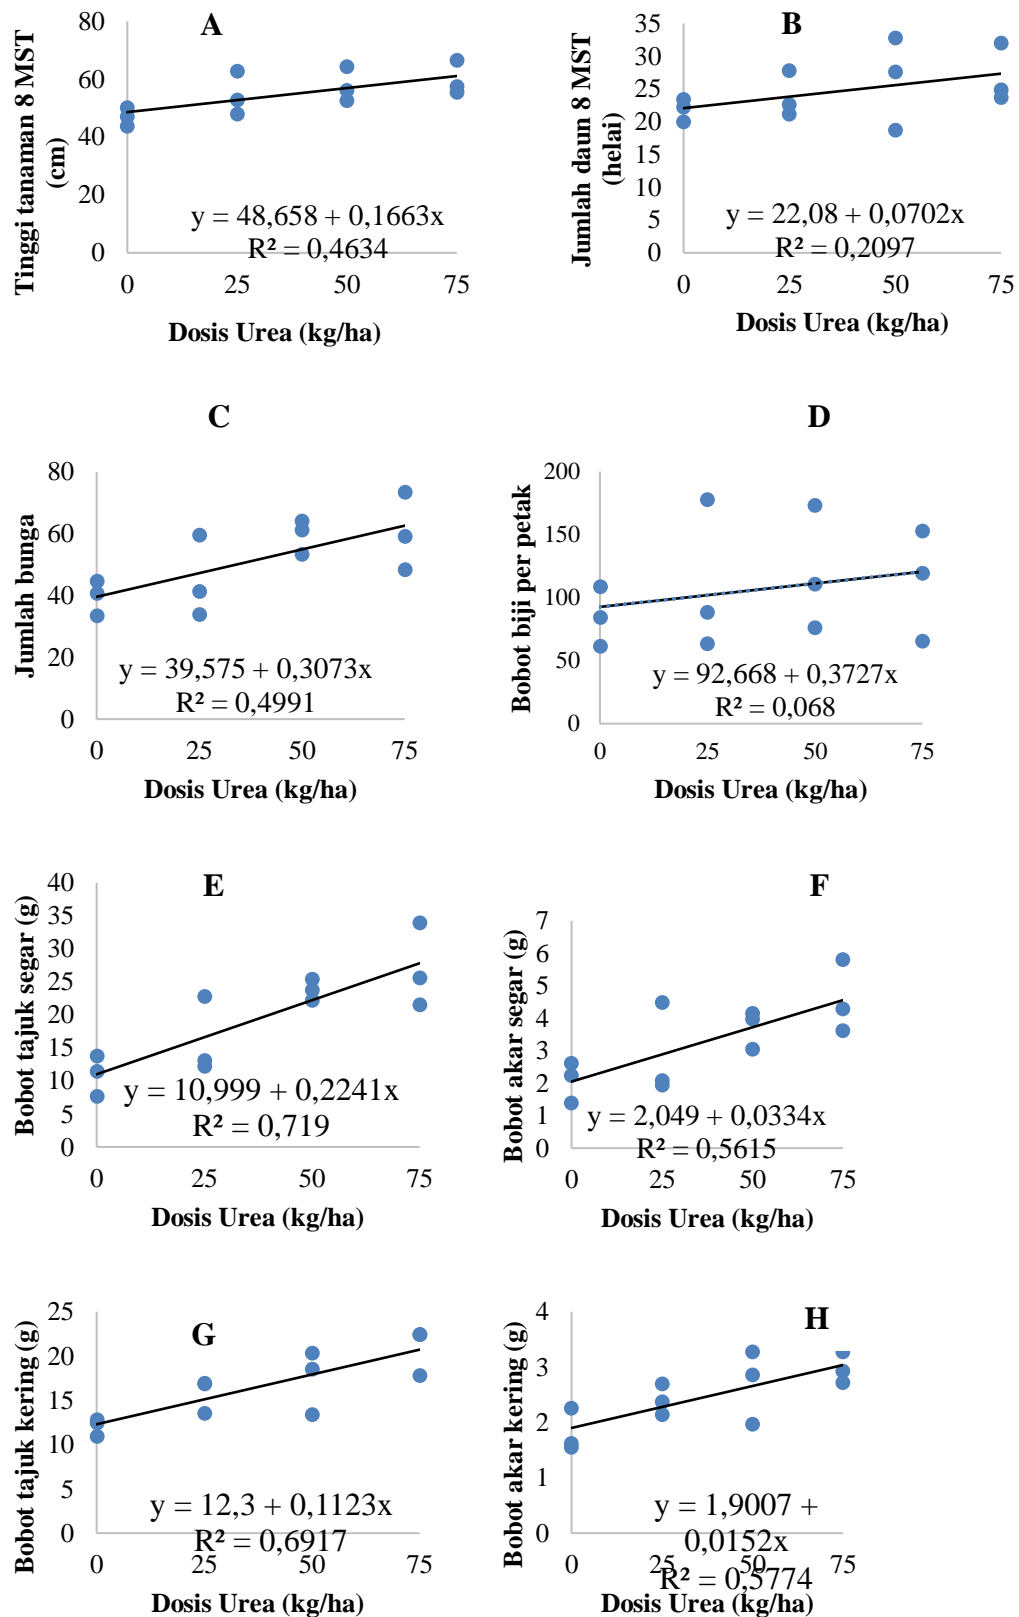 A
Tinggi tanaman 8 MST
(cm)
80
60
40
20
0
y = 48,658 + 0,1663x
R² = 0,4634
0 25 50 75
Dosis Urea (kg/ha)
B
Jumlah daun 8 MST
(helai)
35
30
25
20
15
10
5
0
y = 22,08 + 0,0702x
R² = 0,2097
0 25 50 75
Dosis Urea (kg/ha)
C
Jumlah bunga
80
60
40
20
0
y = 39,575 + 0,3073x
R² = 0,4991
0 25 50 75
Dosis Urea (kg/ha)
D
Bobot biji per petak
200
150
100
50
0
y = 92,668 + 0,3727x
R² = 0,068
0 25 50 75
Dosis Urea (kg/ha)
E
Bobot tajuk segar (g)
40
35
30
25
20
15
10
5
0
y = 10,999 + 0,2241x
R² = 0,719
0 25 50 75
Dosis Urea (kg/ha)
F
Bobot akar segar (g)
7
6
5
4
3
2
1
0
y = 2,049 + 0,0334x
R² = 0,5615
0 25 50 75
Dosis Urea (kg/ha)
G
Bobot tajuk kering (g)
25
20
15
10
5
0
y = 12,3 + 0,1123x
R² = 0,6917
0 25 50 75
Dosis Urea (kg/ha)
H
Bobot akar kering (g)
4
3
2
1
0
y = 1,9007 +
0,0152x
R² = 0,5774
0 25 50 75
Dosis Urea (kg/ha)